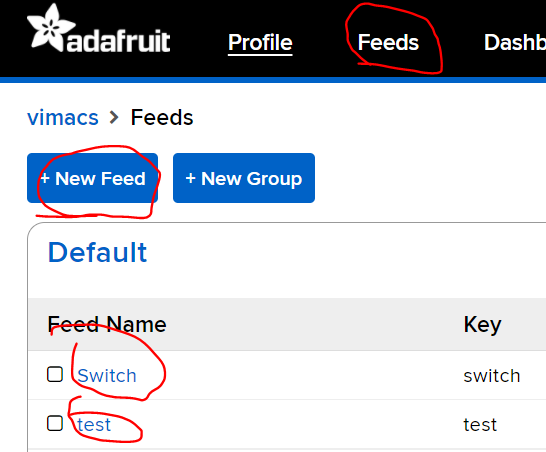 adafruit Profile Feeds Dashb
vimacs > Feeds
+ New Feed + New Group
Default
Feed Name Key
Switch switch
test test